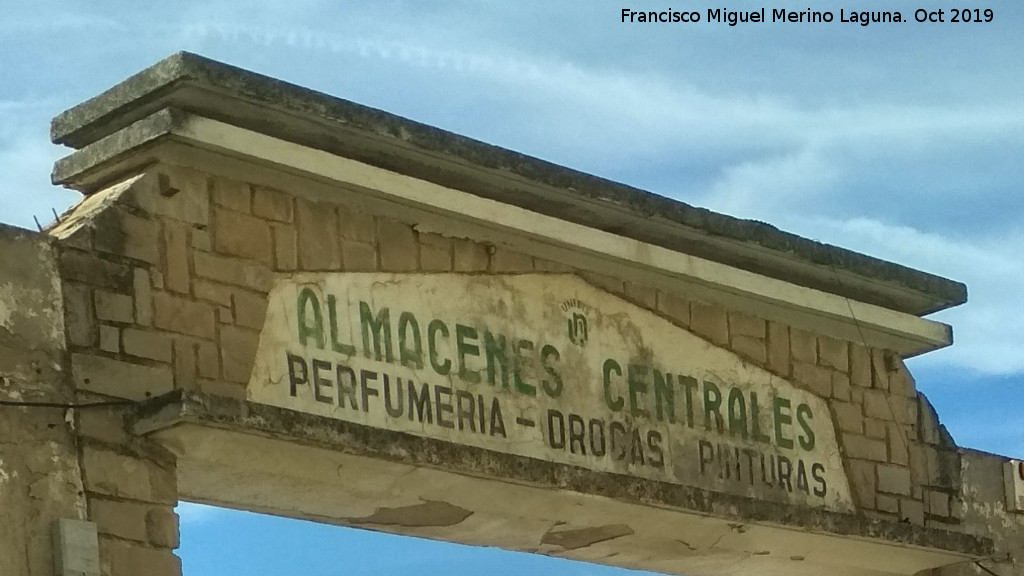 Francisco Miguel Merino Laguna. Oct 2019
ALMACENES CENTRALES
PERFUMERIA - DROGAS PINTURAS